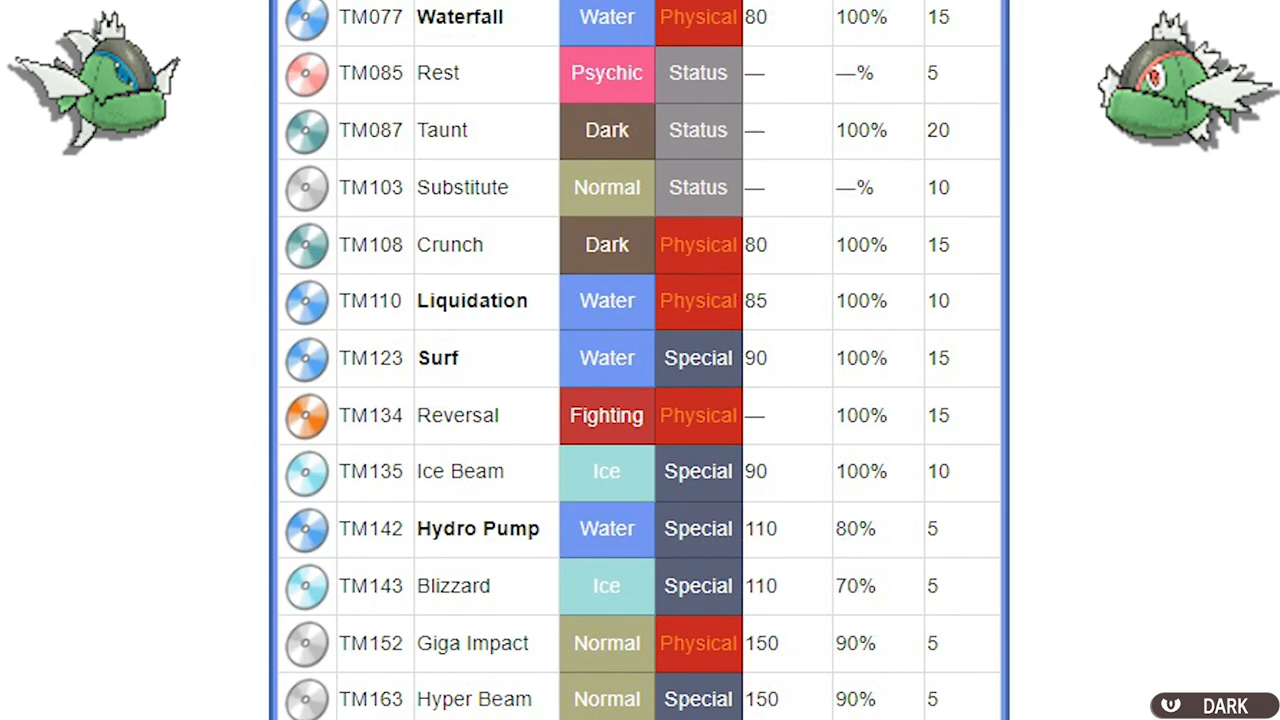 TM077 Waterfall Water Physical 80 100% 15
TM085 Rest Psychic Status — —% 5
TM087 Taunt Dark Status — 100% 20
TM103 Substitute Normal Status — —% 10
TM108 Crunch Dark Physical 80 100% 15
TM110 Liquidation Water Physical 85 100% 10
TM123 Surf Water Special 90 100% 15
TM134 Reversal Fighting Physical — 100% 15
TM135 Ice Beam Ice Special 90 100% 10
TM142 Hydro Pump Water Special 110 80% 5
TM143 Blizzard Ice Special 110 70% 5
TM152 Giga Impact Normal Physical 150 90% 5
TM163 Hyper Beam Normal Special 150 90% 5
DARK